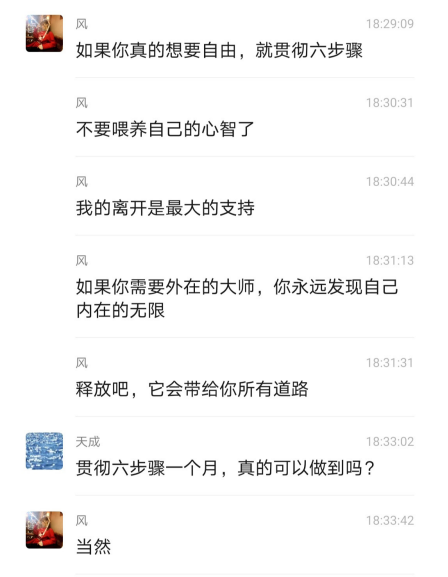 风
18:29:09
如果你真的想要自由，就贯彻六步骤
风
18:30:31
不要喂养自己的心智了
风
18:30:44
我的离开是最大的支持
风
18:31:13
如果你需要外在的大师，你永远发现自己
内在的无限
风
18:31:31
释放吧，它会带给你所有道路
天成
18:33:02
贯彻六步骤一个月，真的可以做到吗？
风
18:33:42
当然